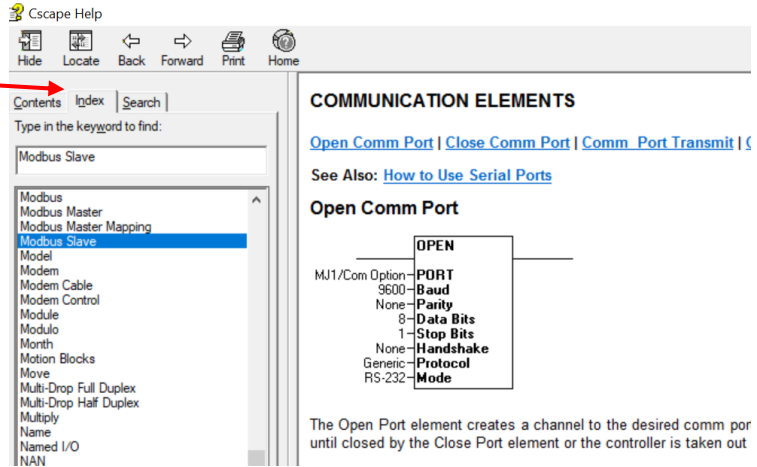 Cscape Help
Hide Locate Back Forward Print Home
Contents Index Search
Type in the keyword to find:
Modbus Slave
Modbus
Modbus Master
Modbus Master Mapping
Modbus Slave
Model
Modem
Modem Cable
Modem Control
Module
Modulo
Month
Motion Blocks
Move
Multi-Drop Full Duplex
Multi-Drop Half Duplex
Multiply
Name
Named I/O
NAN
COMMUNICATION ELEMENTS
Open Comm Port | Close Comm Port | Comm Port Transmit |
See Also: How to Use Serial Ports
Open Comm Port
OPEN
MJ1/Com Option PORT
9600 Baud
None Parity
8 Data Bits
1 Stop Bits
None Handshake
Generic Protocol
RS-232 Mode
The Open Port element creates a channel to the desired comm por
until closed by the Close Port element or the controller is taken out